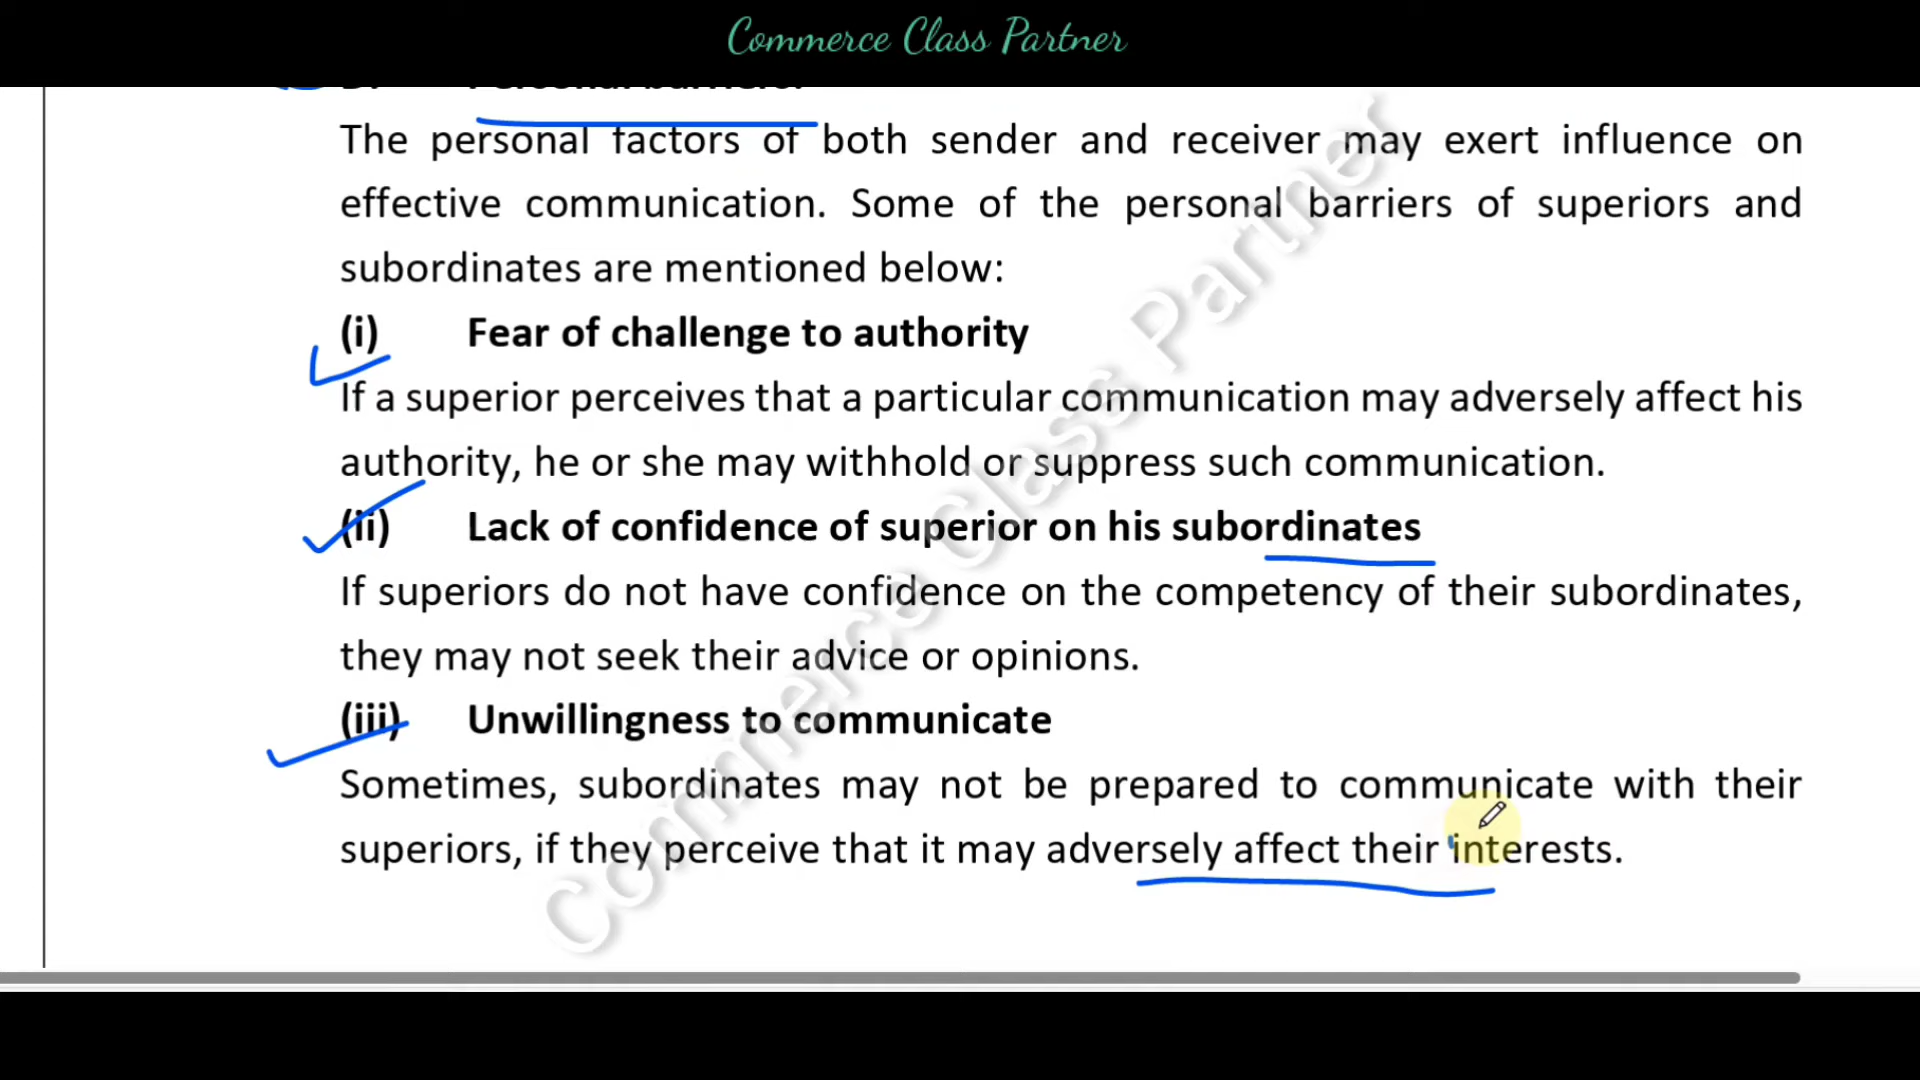 Commerce Class Partner
The personal factors of both sender and receiver may exert influence on
effective communication. Some of the personal barriers of superiors and
subordinates are mentioned below:
(i) Fear of challenge to authority
If a superior perceives that a particular communication may adversely affect his
authority, he or she may withhold or suppress such communication.
(ii) Lack of confidence of superior on his subordinates
If superiors do not have confidence on the competency of their subordinates,
they may not seek their advice or opinions.
(iii) Unwillingness to communicate
Sometimes, subordinates may not be prepared to communicate with their
superiors, if they perceive that it may adversely affect their interests.
Commerce Class Partner